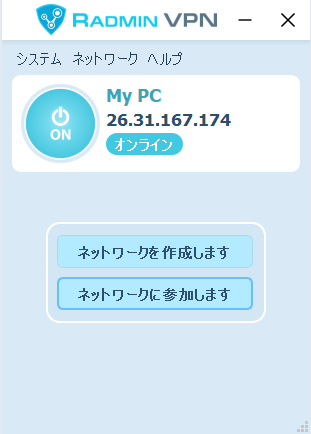 RADMIN VPN
システム ネットワーク ヘルプ
ON
My PC
26.31.167.174
オンライン
ネットワークを作成します
ネットワークに参加します